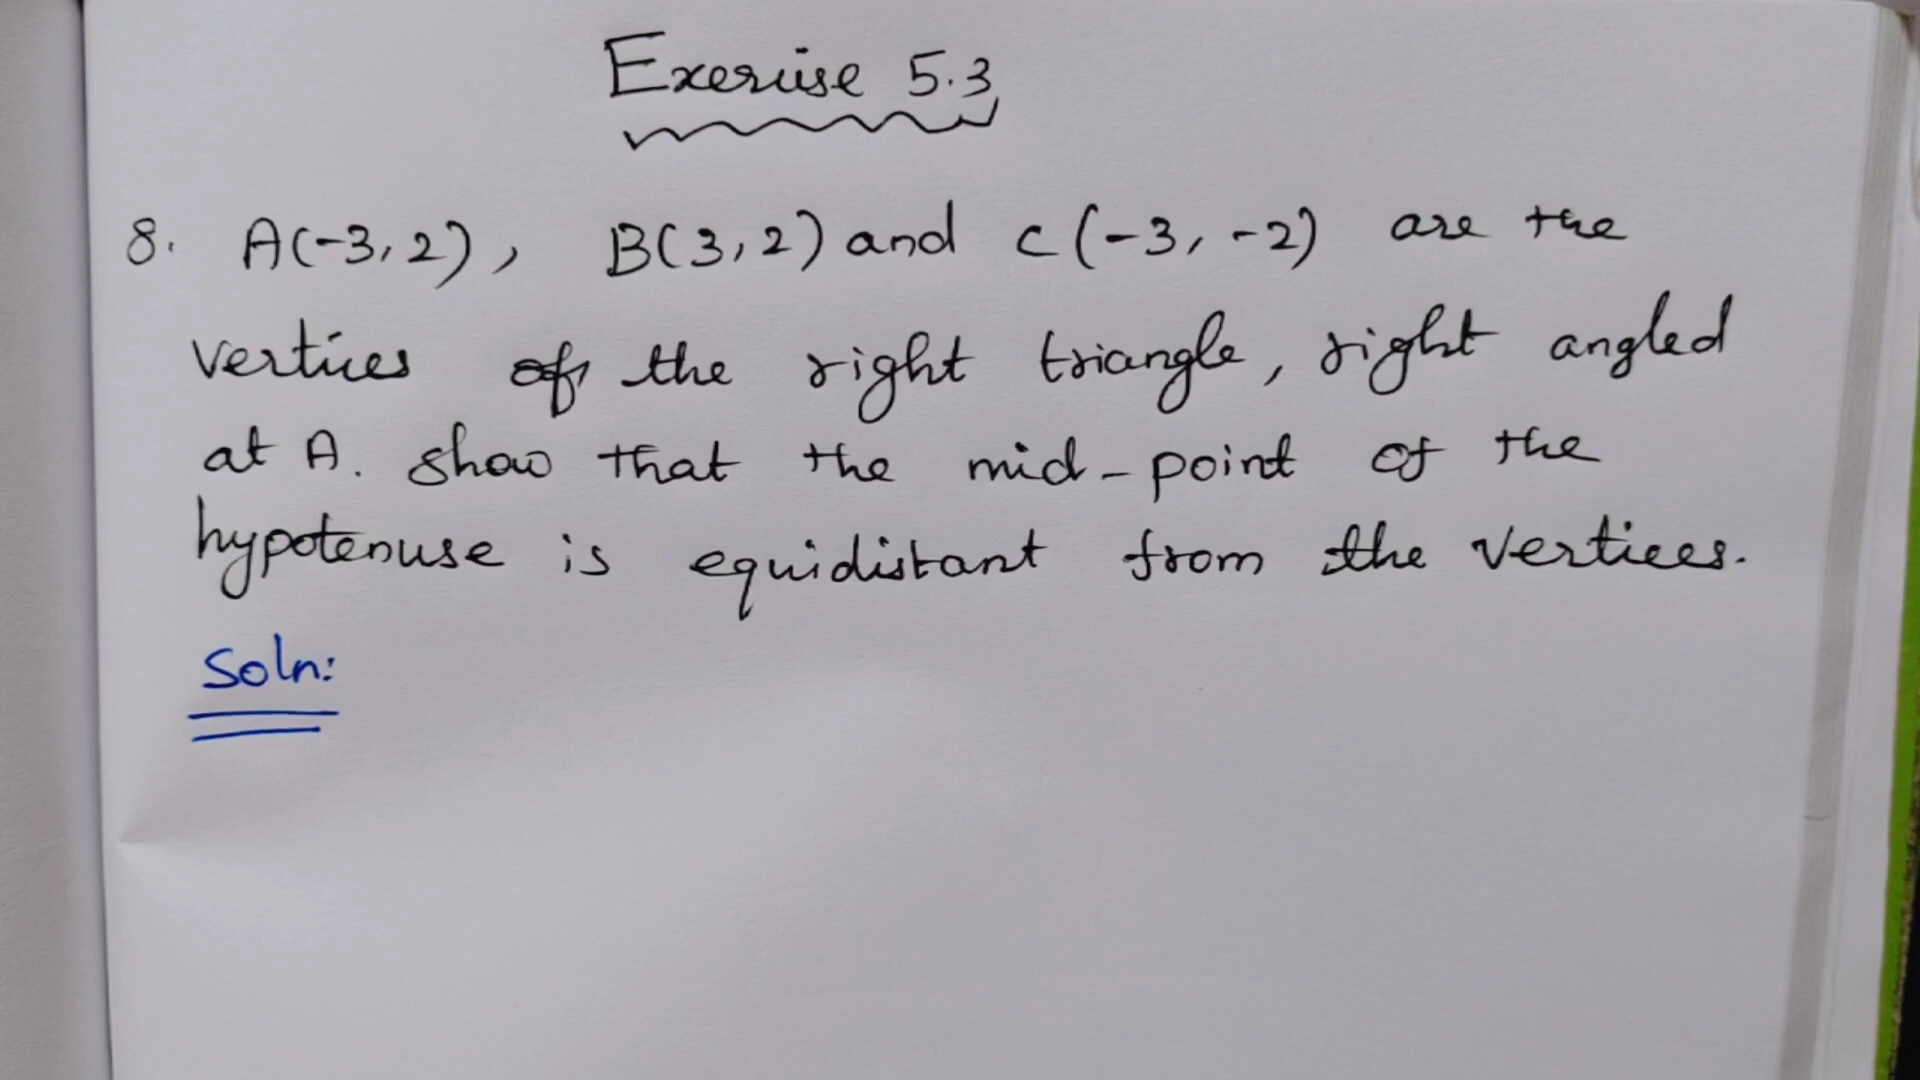 Exercise 5.3
8. A(-3,2), B(3,2) and C(-3,-2) are the
vertices of the right triangle, right angled
at A. show that the mid-point of the
hypotenuse is equidistant from the vertices.
Soln: